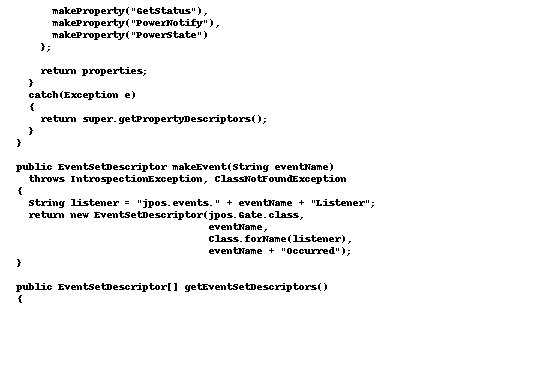 makeProperty("GetStatus"),
makeProperty("PowerNotify"),
makeProperty("PowerState")
};
return properties;
}
catch(Exception e)
{
return super.getPropertyDescriptors();
}
}
public EventSetDescriptor makeEvent(String eventName)
throws IntrospectionException, ClassNotFoundException
{
String listener = "jpos.events." + eventName + "Listener";
return new EventSetDescriptor(jpos.Gate.class,
eventName,
Class.forName(listener),
eventName + "Occurred");
}
public EventSetDescriptor[] getEventSetDescriptors()
{